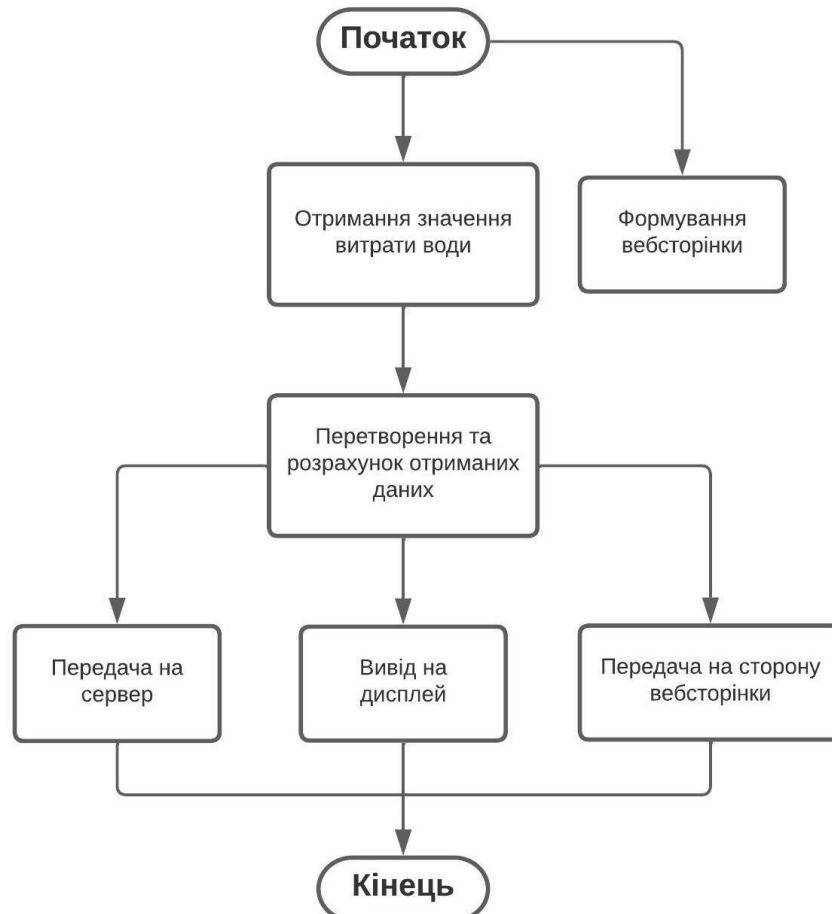 Початок
Отримання значення
витрати води
Формування
вебсторінки
Перетворення та
розрахунок отриманих
даних
Передача на
сервер
Вивід на
дисплей
Передача на сторону
вебсторінки
Кінець